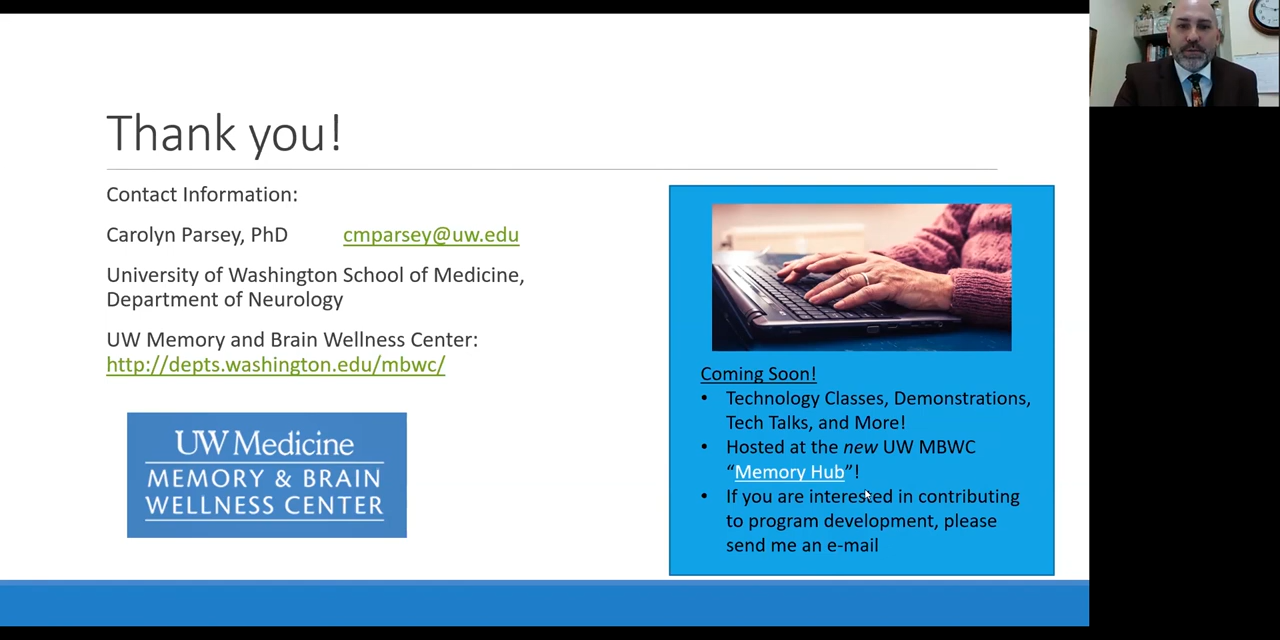 Thank you!
Contact Information:
Carolyn Parsey, PhD cmparsey@uw.edu
University of Washington School of Medicine,
Department of Neurology
UW Memory and Brain Wellness Center:
http://depts.washington.edu/mbwc/
UW Medicine
MEMORY & BRAIN
WELLNESS CENTER
Coming Soon!
• Technology Classes, Demonstrations,
Tech Talks, and More!
• Hosted at the new UW MBWC
“Memory Hub”!
• If you are interested in contributing
to program development, please
send me an e-mail